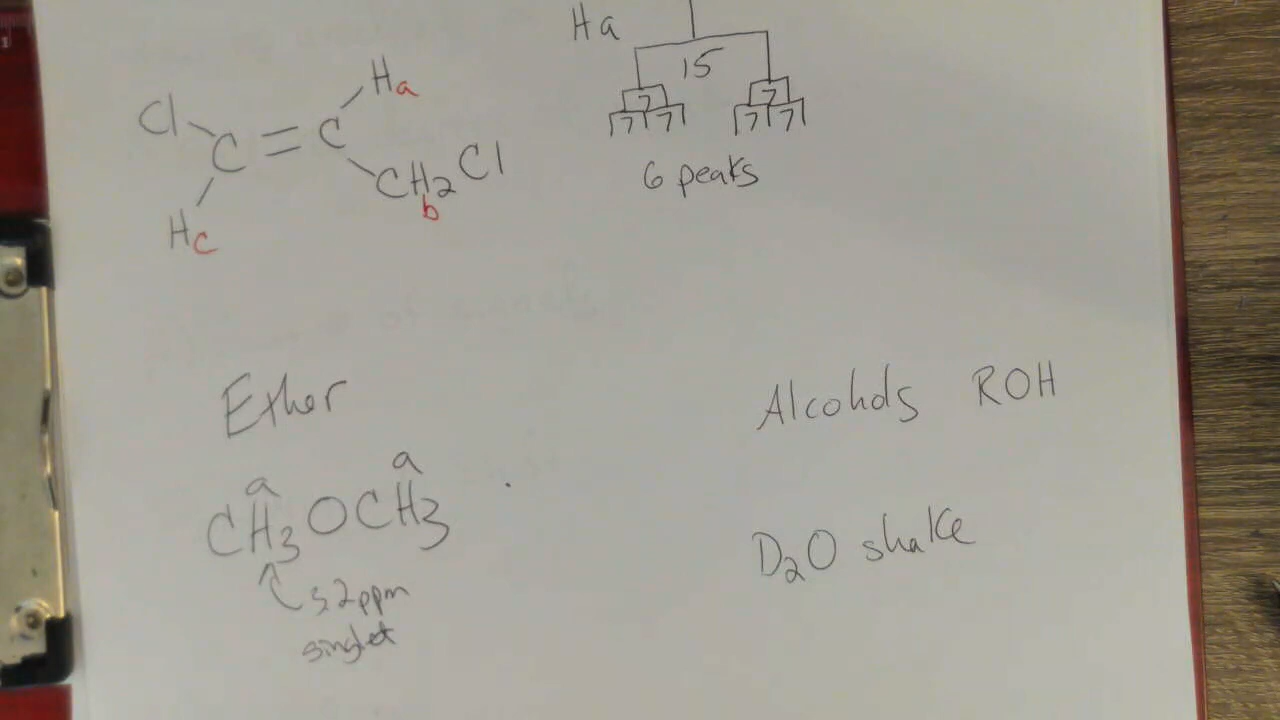 Ha
15
7 7
7 7 7 7
6 peaks
Cl Ha
C = C
Hc CH₂Cl
b
Ether
a a
CH₃OCH₃
3.2ppm
singlet
Alcohols ROH
D₂O shake